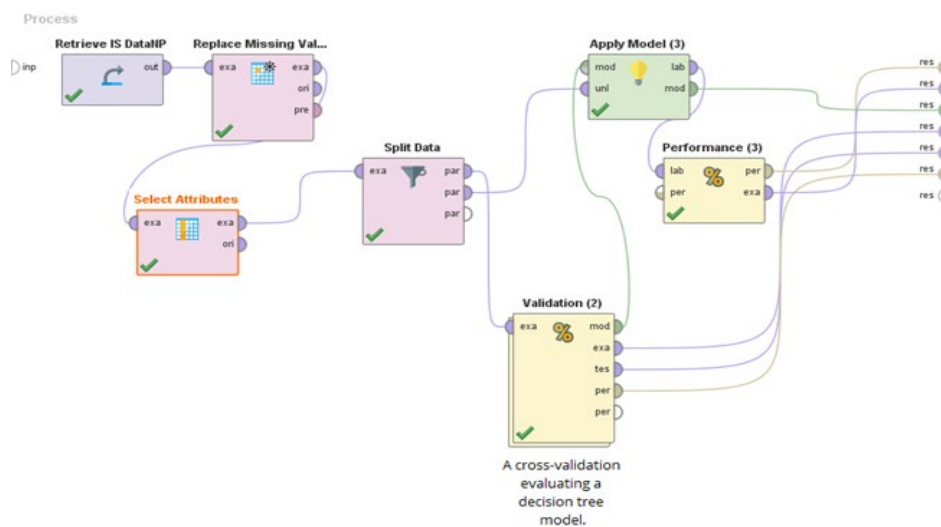 Process
Retrieve IS DataNP
Replace Missing Val...
Apply Model (3)
inp
out
exa
exa
ori
pre
mod
lab
unl
mod
res
res
res
res
res
res
res
Split Data
exa
par
par
par
Performance (3)
lab
per
per
exa
Select Attributes
exa
exa
ori
Validation (2)
exa
mod
exa
tes
per
per
A cross-validation
evaluating a
decision tree
model.